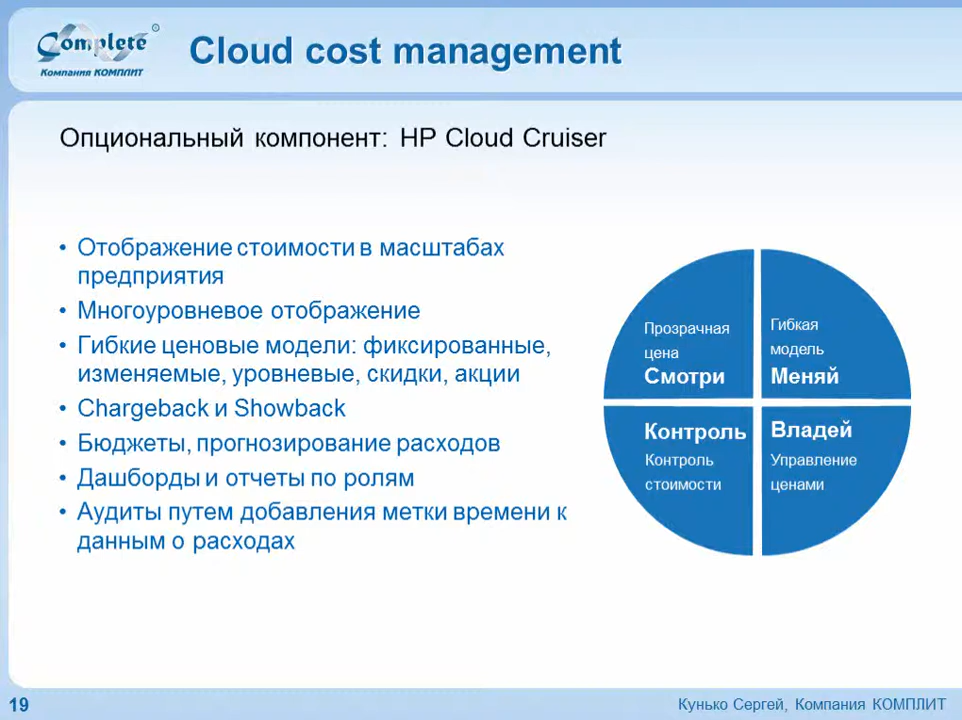 Complete
Компания КОМПЛИТ
Cloud cost management
Опциональный компонент: HP Cloud Cruiser
• Отображение стоимости в масштабах
предприятия
• Многоуровневое отображение
• Гибкие ценовые модели: фиксированные,
изменяемые, уровневые, скидки, акции
• Chargeback и Showback
• Бюджеты, прогнозирование расходов
• Дашборды и отчеты по ролям
• Аудиты путем добавления метки времени к
данным о расходах
Прозрачная
цена
Смотри
Гибкая
модель
Меняй
Контроль
Контроль
стоимости
Владей
Управление
ценами
19
Кунько Сергей, Компания КОМПЛИТ